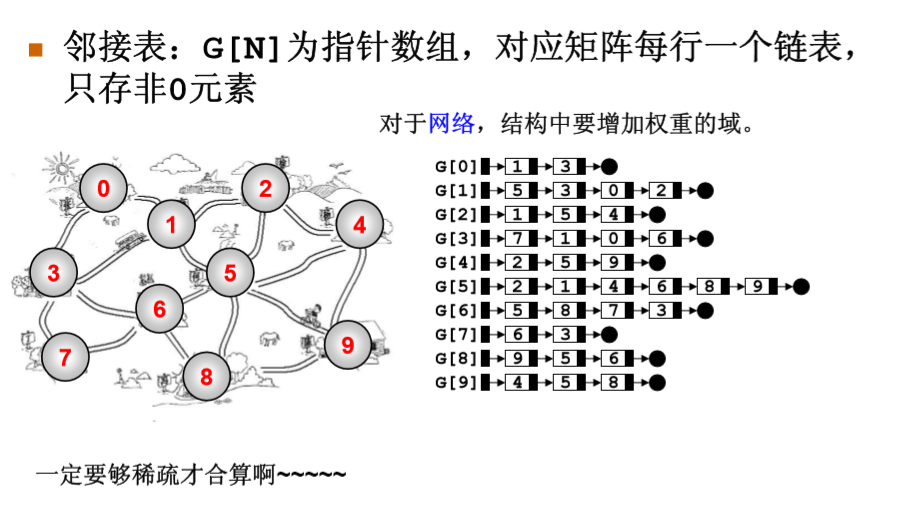 邻接表：G[N]为指针数组，对应矩阵每行一个链表，
只存非0元素
对于网络，结构中要增加权重的域。
G[0] 1 3
G[1] 5 3 0 2
G[2] 1 5 4
G[3] 7 1 0 6
G[4] 2 5 9
G[5] 2 1 4 6 8 9
G[6] 5 8 7 3
G[7] 6 3
G[8] 9 5 6
G[9] 4 5 8
0
2
1
4
3
5
6
7
9
8
一定要够稀疏才合算啊~~~~~